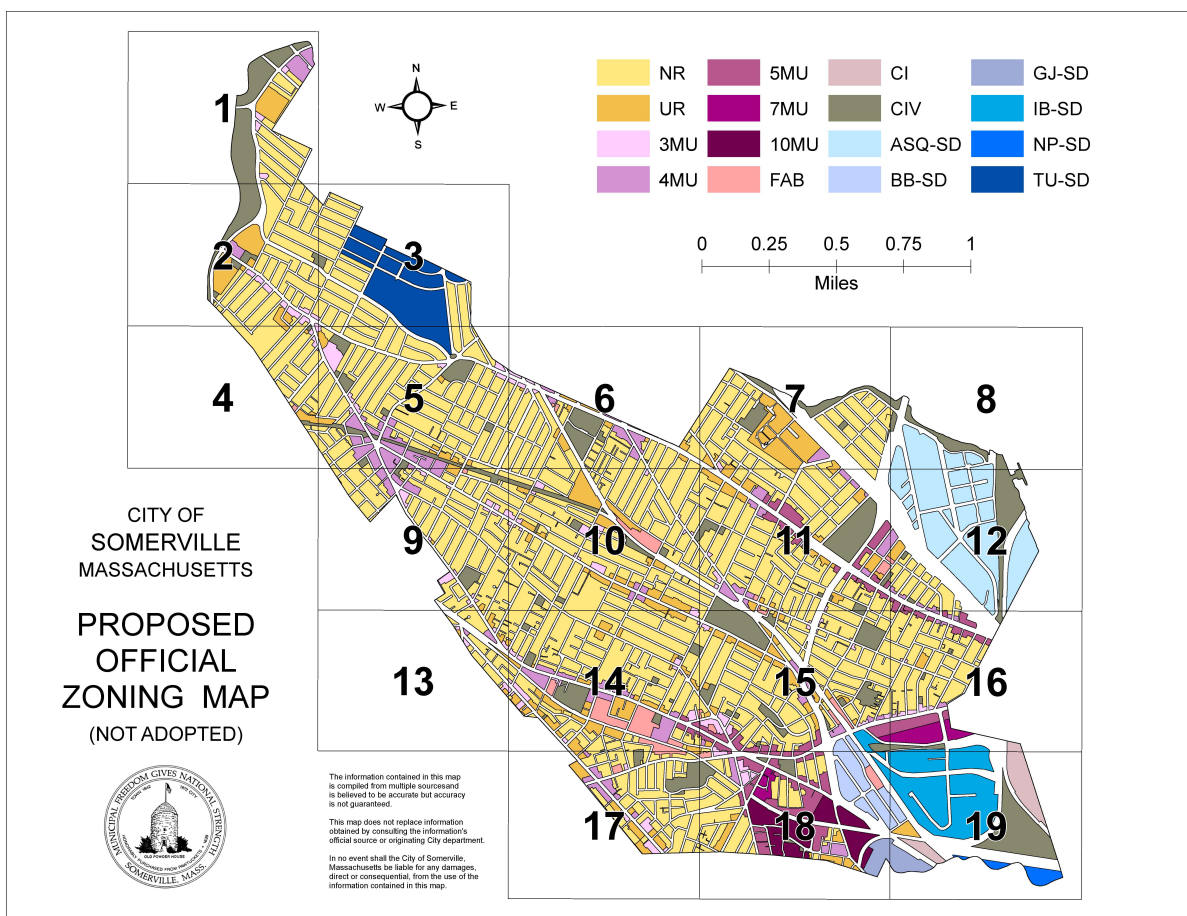 N
W E
S
NR
UR
3MU
4MU
5MU
7MU
10MU
FAB
CI
CIV
ASQ-SD
BB-SD
GJ-SD
IB-SD
NP-SD
TU-SD
0 0.25 0.5 0.75 1
Miles
1
2
3
4
5
6
7
8
9
10
11
12
13
14
15
16
17
18
19
CITY OF
SOMERVILLE
MASSACHUSETTS
PROPOSED
OFFICIAL
ZONING MAP
(NOT ADOPTED)
MUNICIPAL FREEDOM GIVES NATIONAL STRENGTH
TOWN 1842 1872 CITY
OLD POWDER HOUSE
SOMERVILLE, MASS.
The information contained in this map
is compiled from multiple sourcesand
is believed to be accurate but accuracy
is not guaranteed.
This map does not replace information
obtained by consulting the information's
official source or originating City department.
In no event shall the City of Somerville,
Massachusetts be liable for any damages,
direct or consequential, from the use of the
information contained in this map.